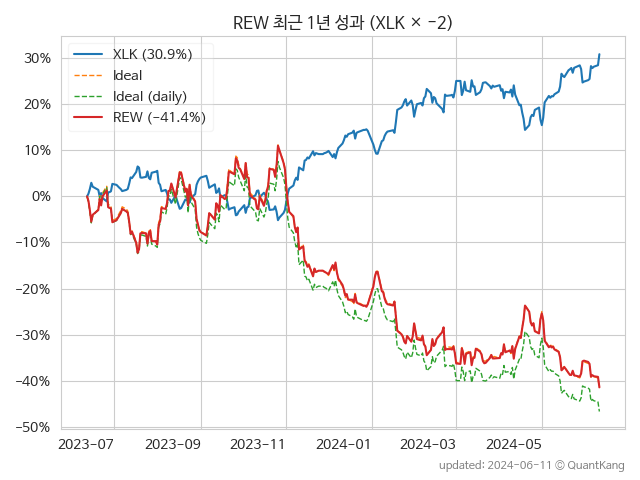 REW 최근 1년 성과 (XLK × −2)
XLK (30.9%)
Ideal
Ideal (daily)
REW (−41.4%)
30%
20%
10%
0%
−10%
−20%
−30%
−40%
−50%
2023-07
2023-09
2023-11
2024-01
2024-03
2024-05
updated: 2024-06-11 © QuantKang